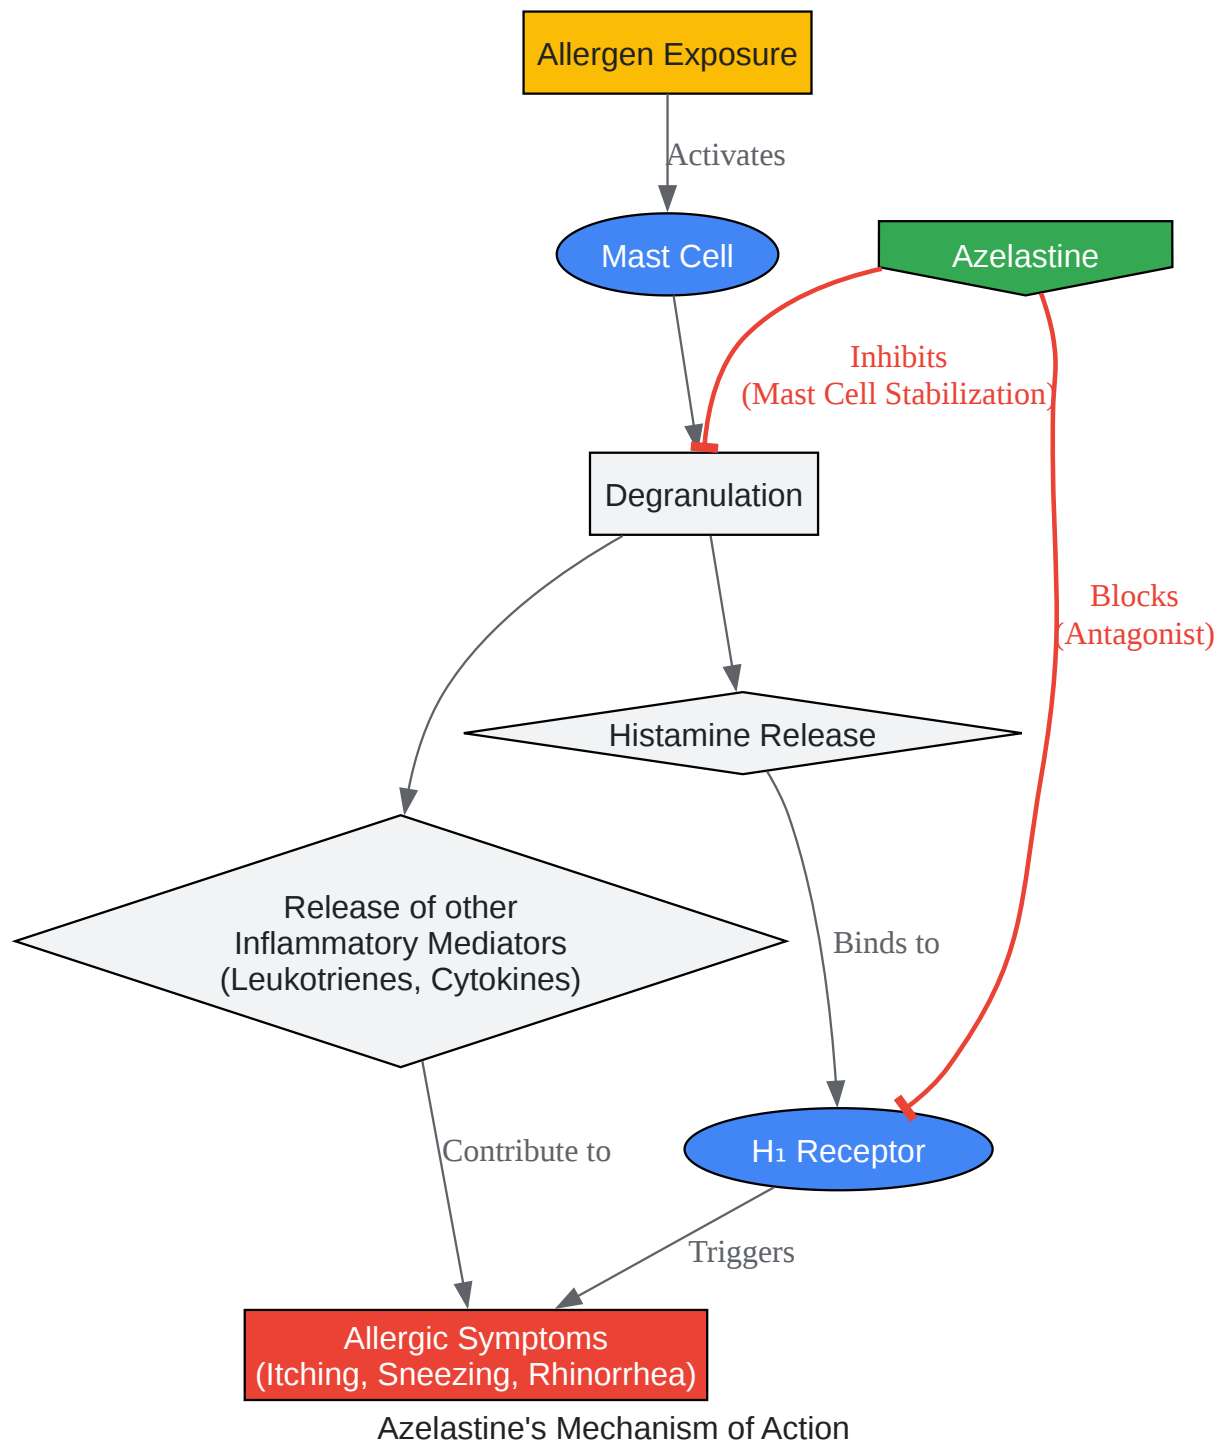 Allergen Exposure
Activates
Mast Cell
Azelastine
Inhibits
(Mast Cell Stabilization)
Degranulation
Blocks
(Antagonist)
Histamine Release
Release of other
Inflammatory Mediators
(Leukotrienes, Cytokines)
Binds to
Contribute to
H₁ Receptor
Triggers
Allergic Symptoms
(Itching, Sneezing, Rhinorrhea)
Azelastine's Mechanism of Action